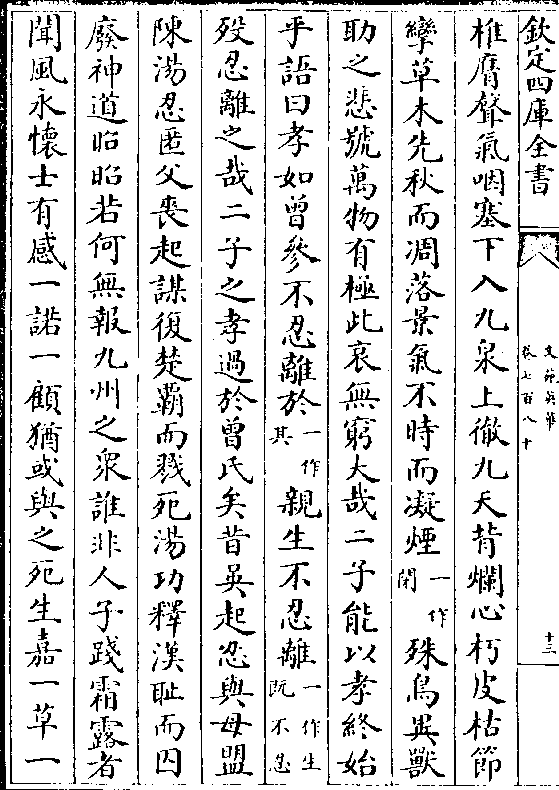 欽定四庫全書
文苑英華
卷七百八十
十三
椎膺聲氣咽塞下入九泉上徹九天背爛心朽皮枯節
攣草木先秋而凋落景氣不時而凝煙一作閉殊鳥異獸
助之悲號萬物有極此哀無窮大哉二子能以孝終始
乎語曰孝如曾參不忍離於一作其親生不忍離一作生既不忍
歿忍離之哉二子之孝過於曾氏矣昔吳起忍與母盟
陳湯忍匿父喪起謀復楚霸而戮死湯功釋漢恥而囚
廢神道昭昭若何無報九州之衆誰非人子踐霜露者
聞風永懷士有感一諾一顧猶或與之死生嘉一草一